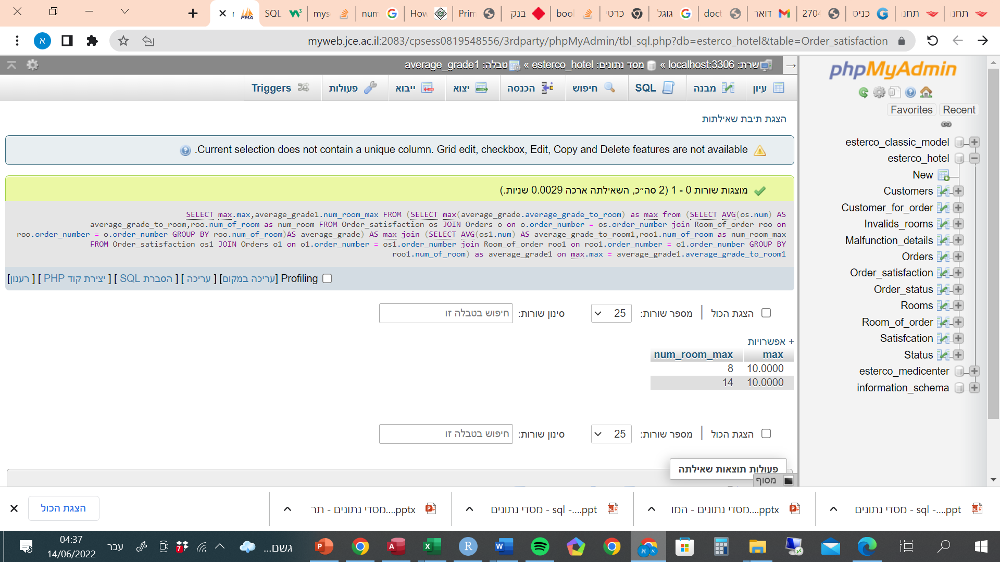 SQL
mys
num
How
Prim
בנק
bool
כרטי
גוגל
doct
דואר
2704
כניס
תחנו
תחנו
myweb.jce.ac.il:2083/cpsess0819548556/3rdparty/phpMyAdmin/tbl_sql.php?db=esterco_hotel&table=Order_satisfaction
שרת: localhost:3306 » מסד נתונים: esterco_hotel » טבלה: average_grade1
עיון
מבנה
SQL
חיפוש
הכנסה
יצוא
ייבוא
פעולות
Triggers
הצגת תיבת שאילתות
Current selection does not contain a unique column. Grid edit, checkbox, Edit, Copy and Delete features are not available.
מוצגות שורות 0 - 1 (2 סה״כ, השאילתה ארכה 0.0029 שניות.)
SELECT max.max,average_grade1.num_room_max FROM (SELECT max(average_grade.average_grade_to_room) as max from (SELECT AVG(os.num) AS
average_grade_to_room,roo.num_of_room as num_room FROM Order_satisfaction os JOIN Orders o on o.order_number = os.order_number join Room_of_order roo on
roo.order_number = o.order_number GROUP BY roo.num_of_room)AS average_grade) AS max join (SELECT AVG(os1.num) AS average_grade_to_room1,roo1.num_of_room as num_room_max
FROM Order_satisfaction os1 JOIN Orders o1 on o1.order_number = os1.order_number join Room_of_order roo1 on roo1.order_number = o1.order_number GROUP BY
roo1.num_of_room) as average_grade1 on max.max = average_grade1.average_grade_to_room1
Profiling [עריכה במקום] [ עריכה ] [ הסברת SQL ] [ יצירת קוד PHP ] [ רענון]
הצגת הכול | מספר שורות: 25 סינון שורות: חיפוש בטבלה זו
+ אפשרויות
max num_room_max
10.0000 8
10.0000 14
הצגת הכול | מספר שורות: 25 סינון שורות: חיפוש בטבלה זו
פעולות תוצאות שאילתה
מסוף
phpMyAdmin
Recent Favorites
esterco_classic_model
esterco_hotel
New
Customers
Customer_for_order
Invalids_rooms
Malfunction_details
Orders
Order_satisfaction
Order_status
Rooms
Room_of_order
Satisfcation
Status
esterco_medicenter
information_schema
מסדי נתונים - sql -....ppt
מסדי נתונים - המו....pptx
מסדי נתונים - sql -....ppt
מסדי נתונים - תר....pptx
הצגת הכול
גשם...
עבר
04:37
14/06/2022